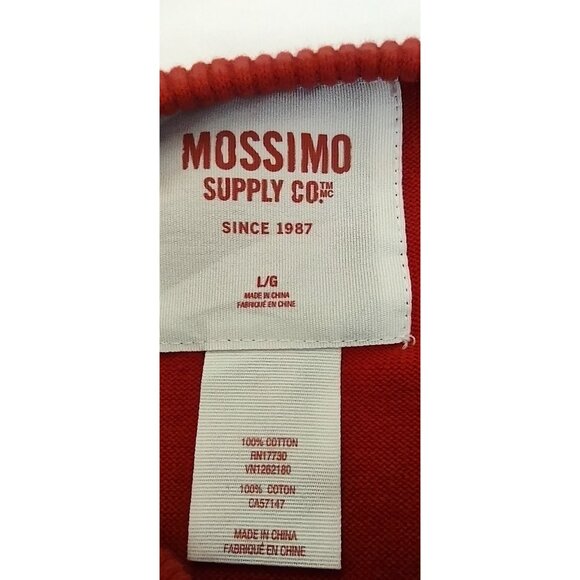 MOSSIMO
SUPPLY CO.™ MC
SINCE 1987
L/G
MADE IN CHINA
FABRIQUÉ EN CHINE
100% COTTON
RN17730
VN1262180
100% COTON
CA57147
MADE IN CHINA
FABRIQUÉ EN CHINE